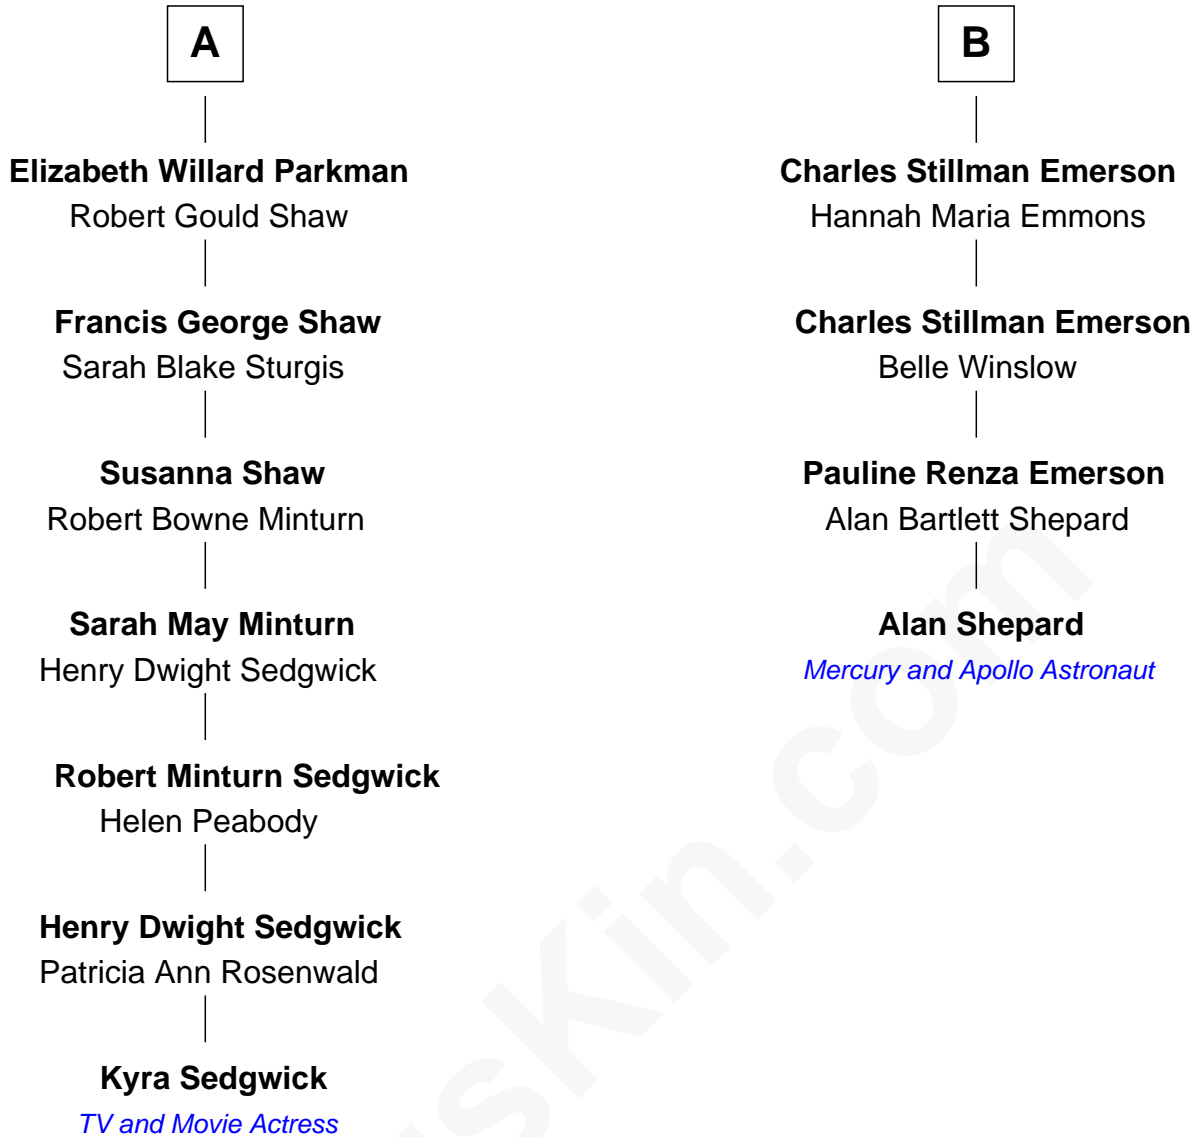 A
Elizabeth Willard Parkman
Robert Gould Shaw
Francis George Shaw
Sarah Blake Sturgis
Susanna Shaw
Robert Bowne Minturn
Sarah May Minturn
Henry Dwight Sedgwick
Robert Minturn Sedgwick
Helen Peabody
Henry Dwight Sedgwick
Patricia Ann Rosenwald
Kyra Sedgwick
TV and Movie Actress
B
Charles Stillman Emerson
Hannah Maria Emmons
Charles Stillman Emerson
Belle Winslow
Pauline Renza Emerson
Alan Bartlett Shepard
Alan Shepard
Mercury and Apollo Astronaut